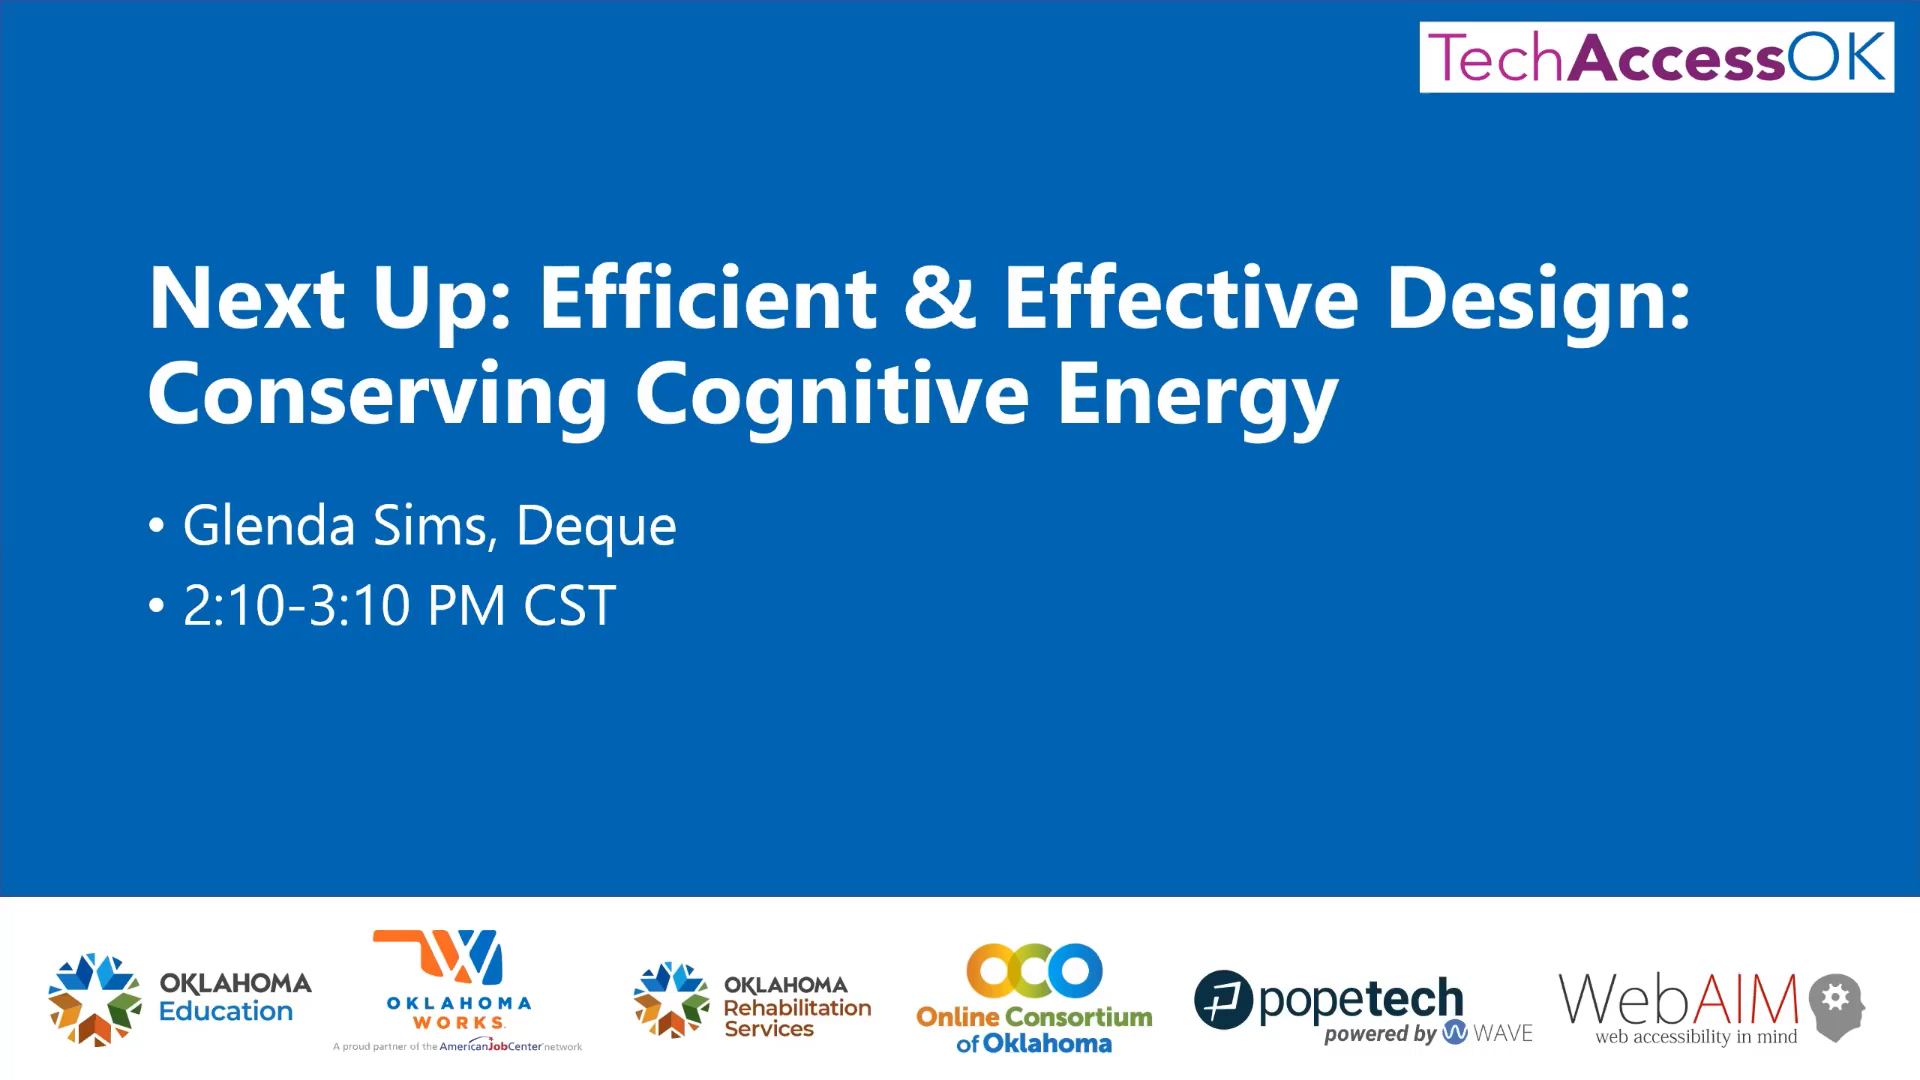 TechAccessOK
Next Up: Efficient & Effective Design:
Conserving Cognitive Energy
• Glenda Sims, Deque
• 2:10-3:10 PM CST
OKLAHOMA
Education
OKLAHOMA
WORKS
A proud partner of the AmericanJobCenter network
OKLAHOMA
Rehabilitation
Services
OCO
Online Consortium
of Oklahoma
popetech
powered by WAVE
WebAIM
web accessibility in mind